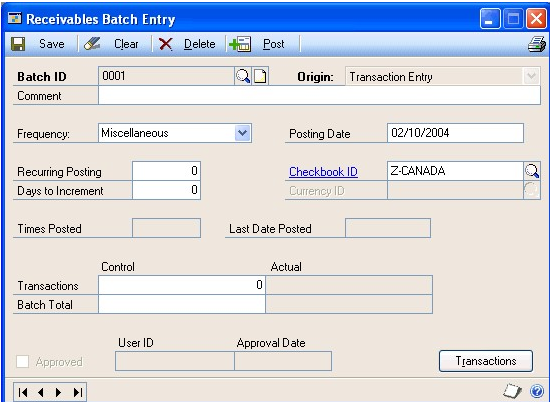 Receivables Batch Entry
Save Clear Delete Post
Batch ID 0001 Origin: Transaction Entry
Comment
Frequency: Miscellaneous Posting Date 02/10/2004
Recurring Posting 0 Checkbook ID Z-CANADA
Days to Increment 0 Currency ID
Times Posted Last Date Posted
Control Actual
Transactions 0
Batch Total
User ID Approval Date
Approved Transactions